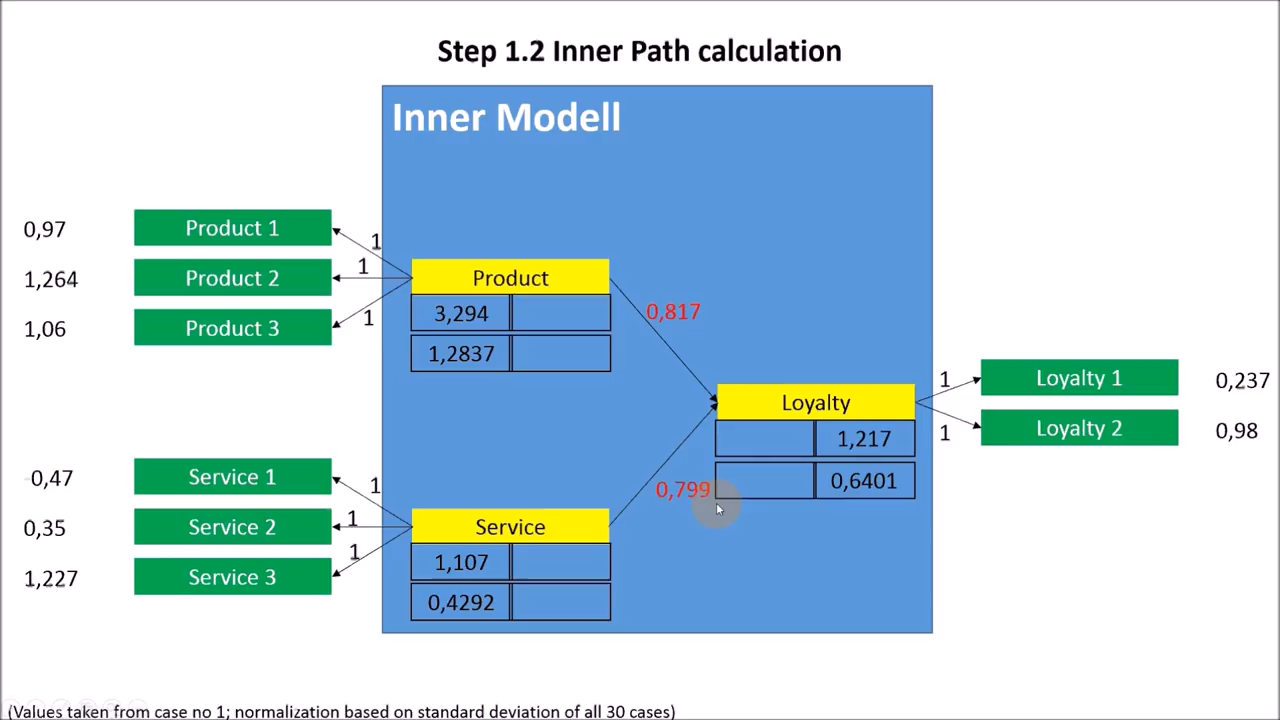 Step 1.2 Inner Path calculation
Inner Modell
0,97
Product 1
1
1,264
Product 2
1
1,06
Product 3
1
Product
3,294
1,2837
0,817
Loyalty
1,217
0,6401
1
Loyalty 1
0,237
1
Loyalty 2
0,98
-0,47
Service 1
1
0,35
Service 2
1
1,227
Service 3
1
Service
1,107
0,4292
0,799
(Values taken from case no 1; normalization based on standard deviation of all 30 cases)